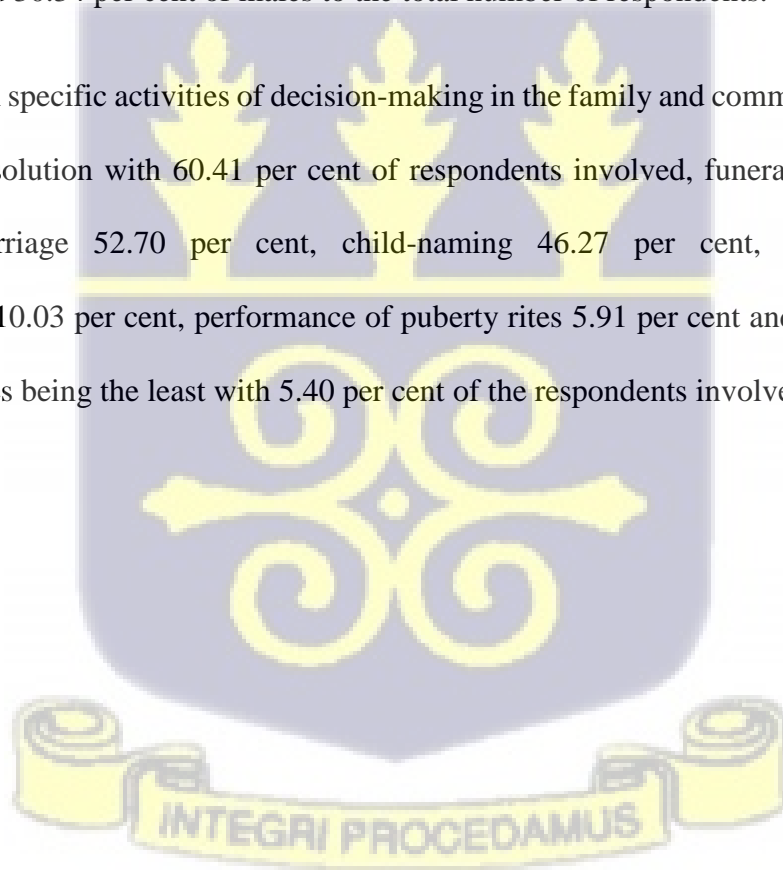 per cent of males to the total number of respondents.
specific activities of decision-making in the family and comm
solution with 60.41 per cent of respondents involved, funera
rriage 52.70 per cent, child-naming 46.27 per cent,
10.03 per cent, performance of puberty rites 5.91 per cent and
s being the least with 5.40 per cent of the respondents involve
INTEGRI PROCEDAMUS